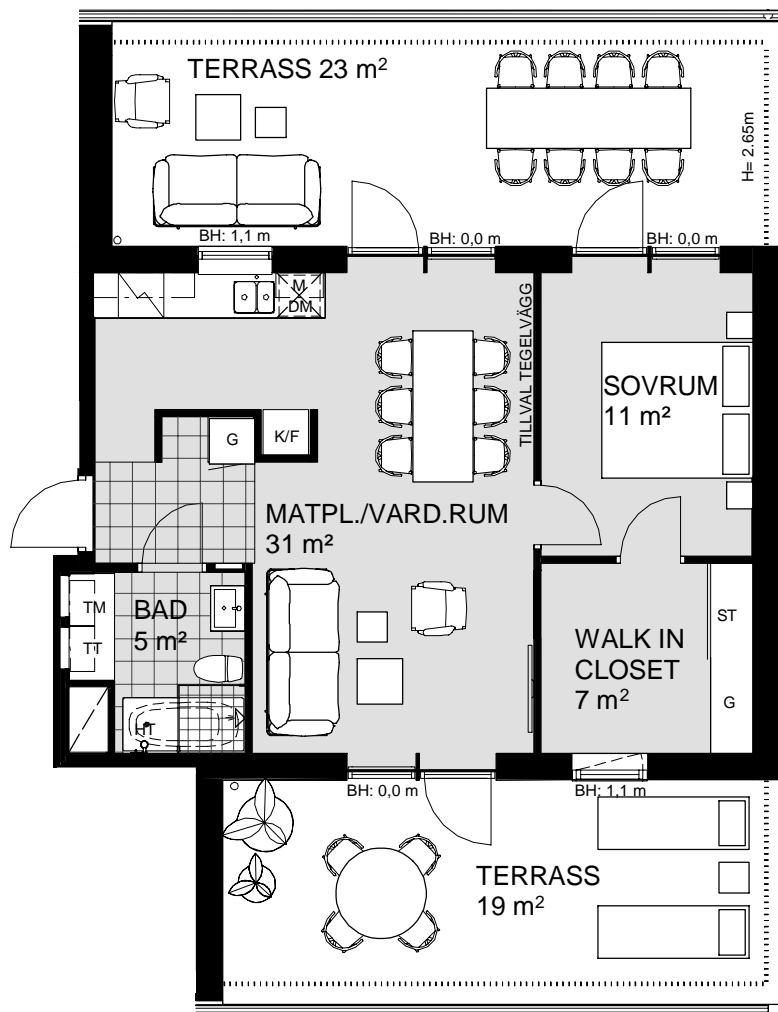 TERRASS 23 m²
H= 2.65m
BH: 1,1 m
BH: 0,0 m
BH: 0,0 m
M
DM
TILLVAL TEGELVÄGG
SOVRUM
11 m²
G
K/F
MATPL./VARD.RUM
31 m²
TM
TT
BAD
5 m²
HT
WALK IN
CLOSET
7 m²
ST
G
BH: 0,0 m
BH: 1,1 m
TERRASS
19 m²